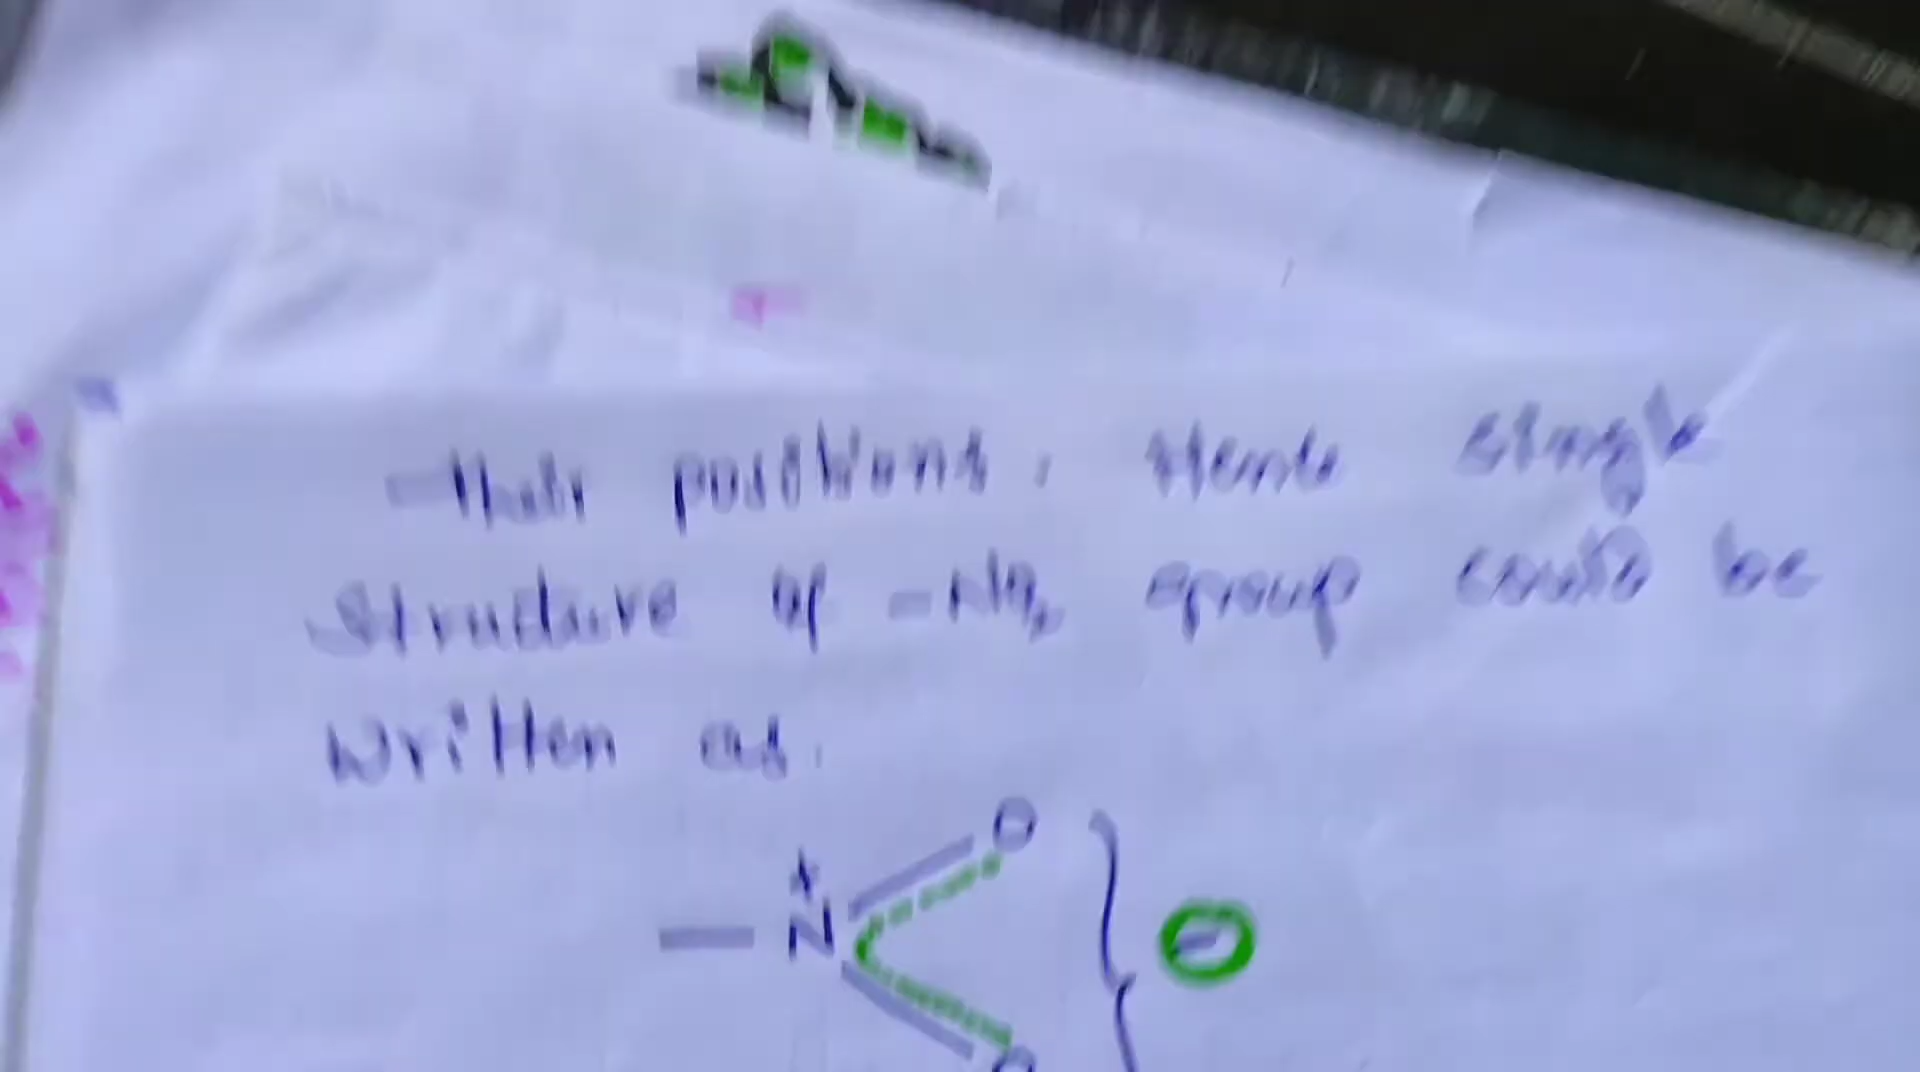 their positions. Hence single
structure of -NO₂ group could be
written as.
O
+
— N } ⊖
O